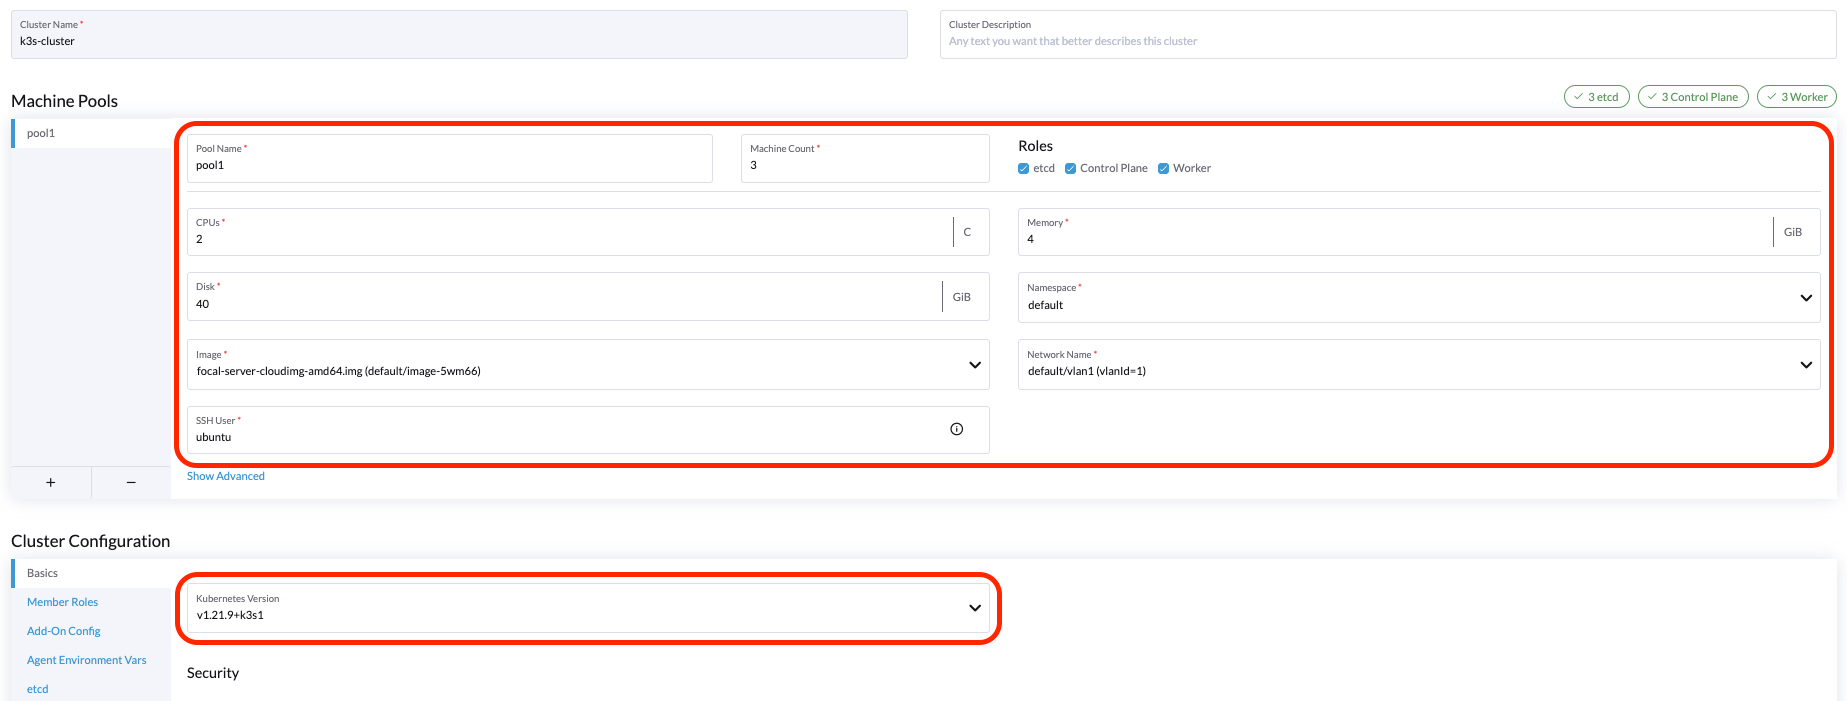 Cluster Name *
k3s-cluster
Cluster Description
Any text you want that better describes this cluster
Machine Pools
3 etcd
3 Control Plane
3 Worker
pool1
Pool Name *
pool1
Machine Count *
3
Roles
etcd
Control Plane
Worker
CPUs *
2
C
Memory *
4
GiB
Disk *
40
GiB
Namespace *
default
Image *
focal-server-cloudimg-amd64.img (default/image-5wm66)
Network Name *
default/vlan1 (vlanId=1)
SSH User *
ubuntu
+
−
Show Advanced
Cluster Configuration
Basics
Member Roles
Add-On Config
Agent Environment Vars
etcd
Kubernetes Version
v1.21.9+k3s1
Security